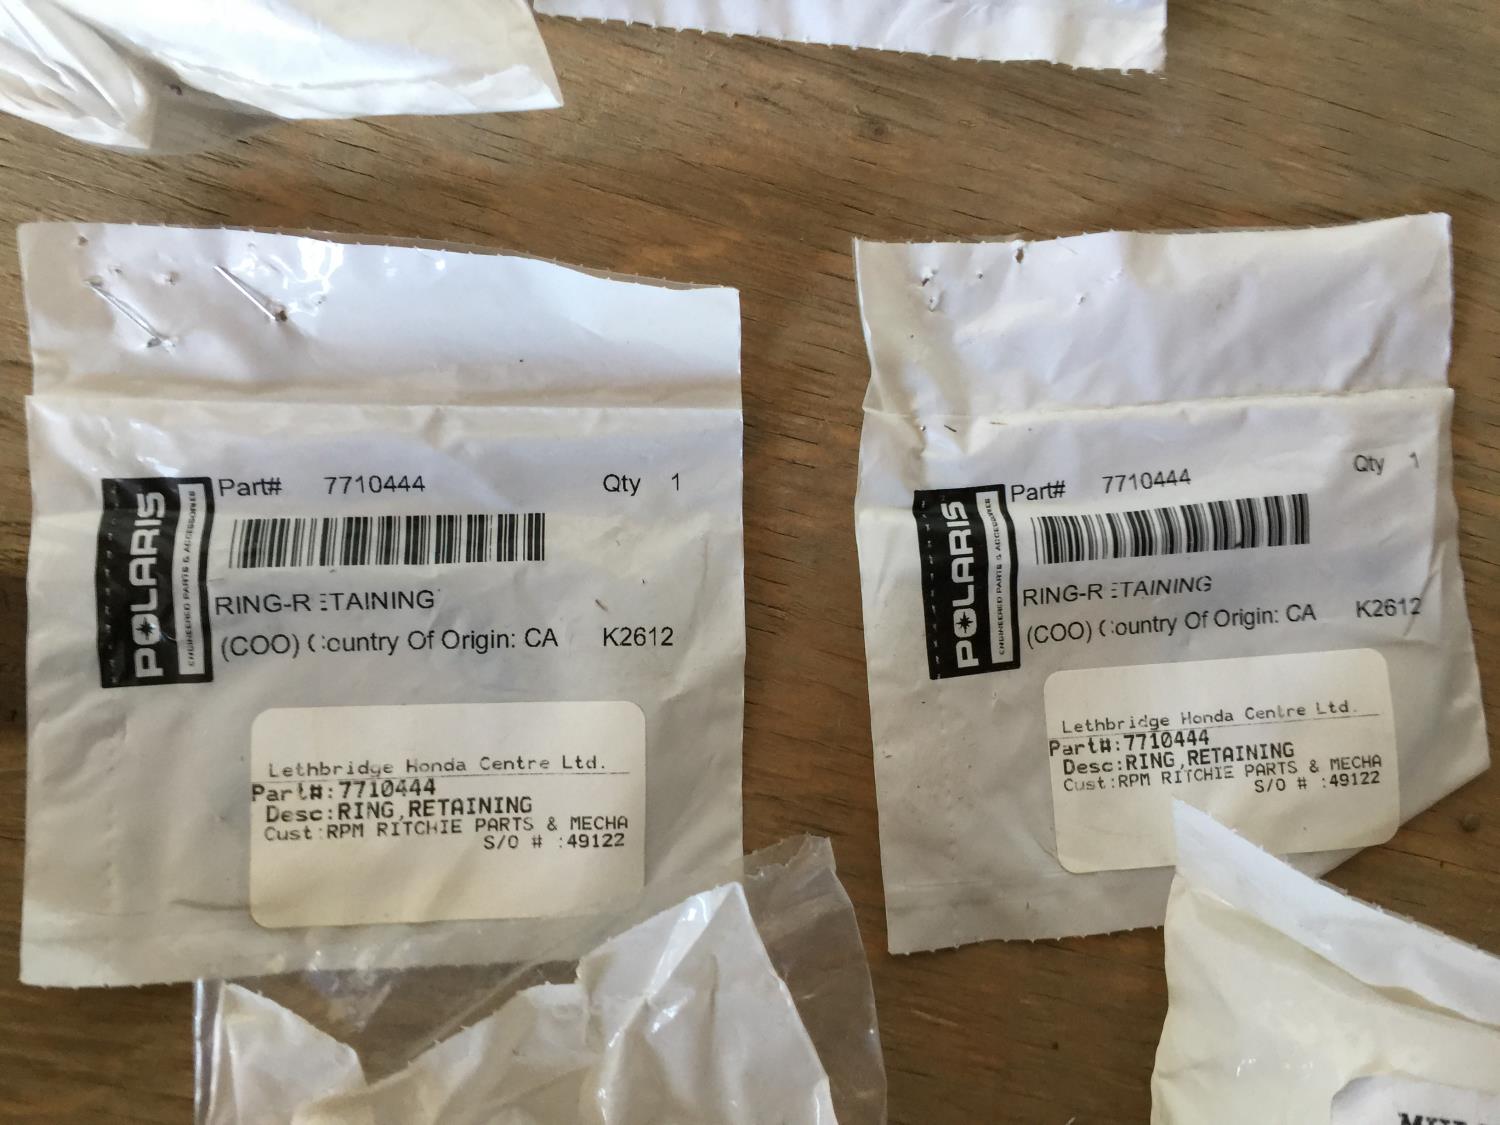 Part# 7710444 Qty 1
POLARIS
ENGINEERED PARTS & ACCESSORIES
RING-RETAINING
(COO) Country Of Origin: CA K2612
Lethbridge Honda Centre Ltd.
Part#:7710444
Desc:RING,RETAINING
Cust:RPM RITCHIE PARTS & MECHA
S/O # :49122
Part# 7710444 Qty 1
POLARIS
ENGINEERED PARTS & ACCESSORIES
RING-RETAINING
(COO) Country Of Origin: CA K2612
Lethbridge Honda Centre Ltd.
Part#:7710444
Desc:RING,RETAINING
Cust:RPM RITCHIE PARTS & MECHA
S/O # :49122